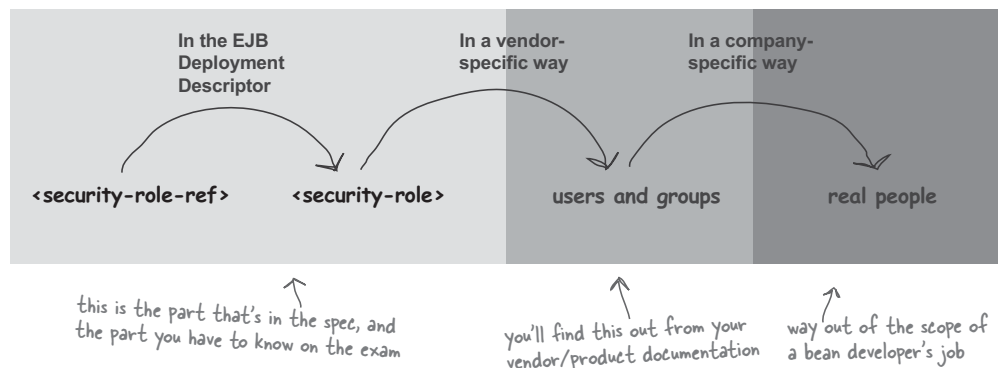 In the EJB
Deployment
Descriptor
In a vendor-
specific way
In a company-
specific way
<security-role-ref>
<security-role>
users and groups
real people
this is the part that's in the spec, and
the part you have to know on the exam
you'll find this out from your
vendor/product documentation
way out of the scope of
a bean developer's job